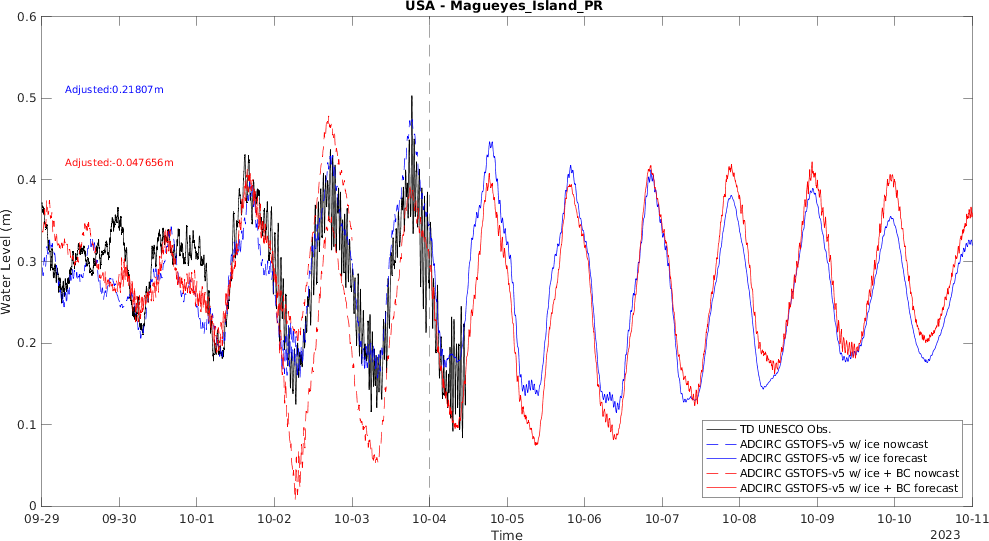 USA - Magueyes_Island_PR
0.6
0.5
0.4
0.3
0.2
0.1
0
Water Level (m)
Adjusted:0.21807m
Adjusted:-0.047656m
TD UNESCO Obs.
ADCIRC GSTOFS-v5 w/ ice nowcast
ADCIRC GSTOFS-v5 w/ ice forecast
ADCIRC GSTOFS-v5 w/ ice + BC nowcast
ADCIRC GSTOFS-v5 w/ ice + BC forecast
09-29 09-30 10-01 10-02 10-03 10-04 10-05 10-06 10-07 10-08 10-09 10-10 10-11
Time
2023